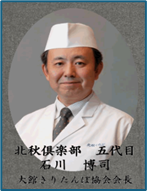 北秋倶楽部 五代目
石川 博司
大館きりたんぽ協会会長